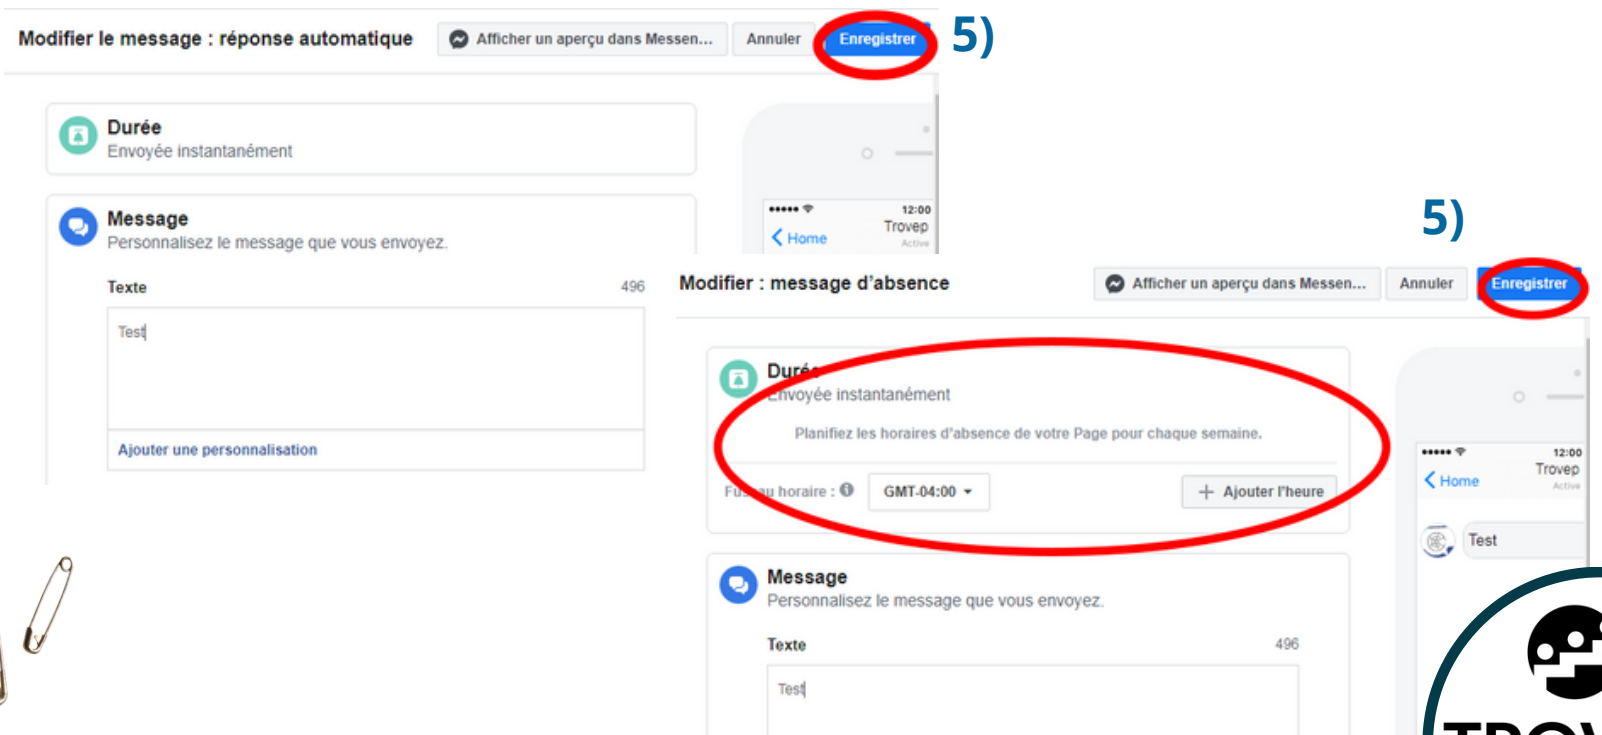 Modifier le message : réponse automatique
Afficher un aperçu dans Messen...
Annuler
Enregistrer
5)
Durée
Envoyée instantanément
Message
Personnalisez le message que vous envoyez.
Texte
496
Test
Ajouter une personnalisation
12:00
Home
Trovep
Active
5)
Modifier : message d'absence
Afficher un aperçu dans Messen...
Annuler
Enregistrer
Durée
Envoyée instantanément
Planifiez les horaires d'absence de votre Page pour chaque semaine.
Fuseau horaire :
GMT-04:00
+ Ajouter l'heure
Message
Personnalisez le message que vous envoyez.
Texte
496
Test
12:00
Home
Trovep
Active
Test